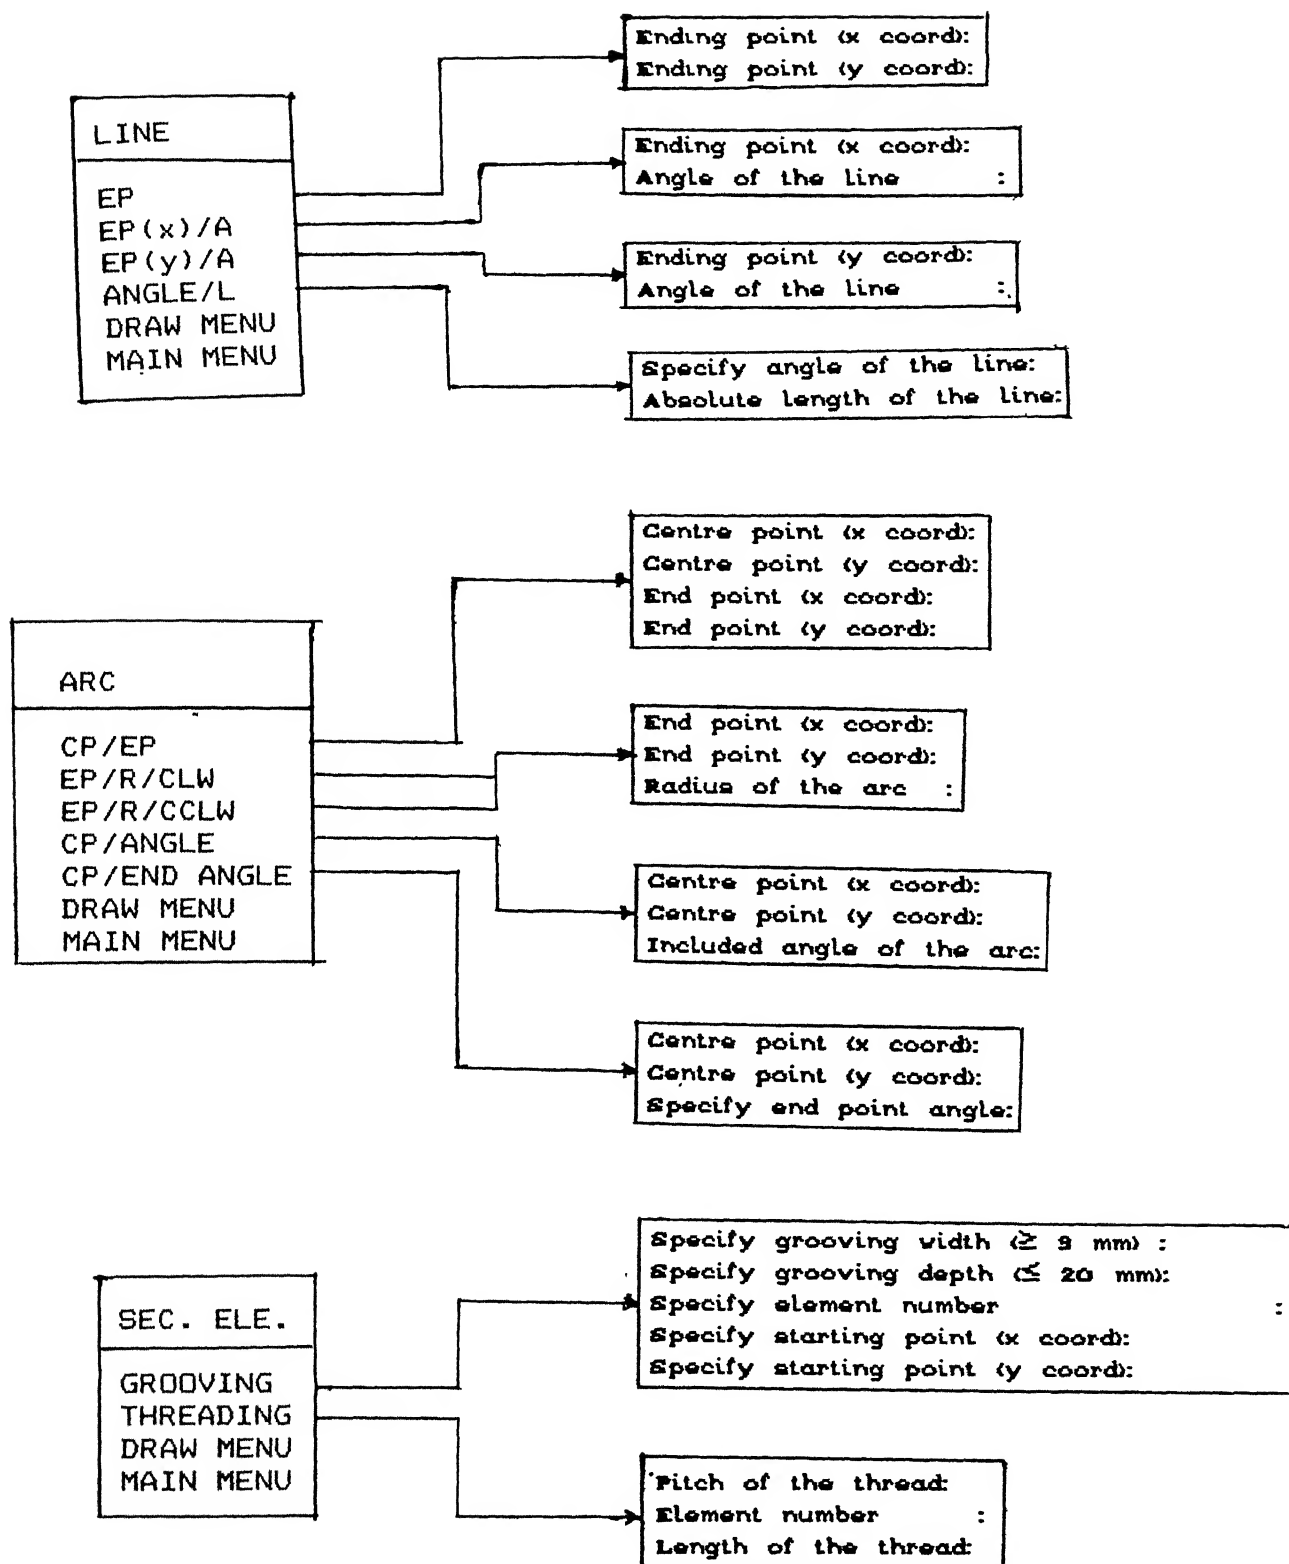 LINE
EP
EP(x)/A
EP(y)/A
ANGLE/L
DRAW MENU
MAIN MENU
Ending point (x coord):
Ending point (y coord):
Ending point (x coord):
Angle of the line :
Ending point (y coord):
Angle of the line :
Specify angle of the line:
Absolute length of the line:
ARC
CP/EP
EP/R/CLW
EP/R/CCLW
CP/ANGLE
CP/END ANGLE
DRAW MENU
MAIN MENU
Centre point (x coord):
Centre point (y coord):
End point (x coord):
End point (y coord):
End point (x coord):
End point (y coord):
Radius of the arc :
Centre point (x coord):
Centre point (y coord):
Included angle of the arc:
Centre point (x coord):
Centre point (y coord):
Specify end point angle:
SEC. ELE.
GROOVING
THREADING
DRAW MENU
MAIN MENU
Specify grooving width (≥ 9 mm) :
Specify grooving depth (≤ 20 mm):
Specify element number :
Specify starting point (x coord):
Specify starting point (y coord):
Pitch of the thread:
Element number :
Length of the thread: